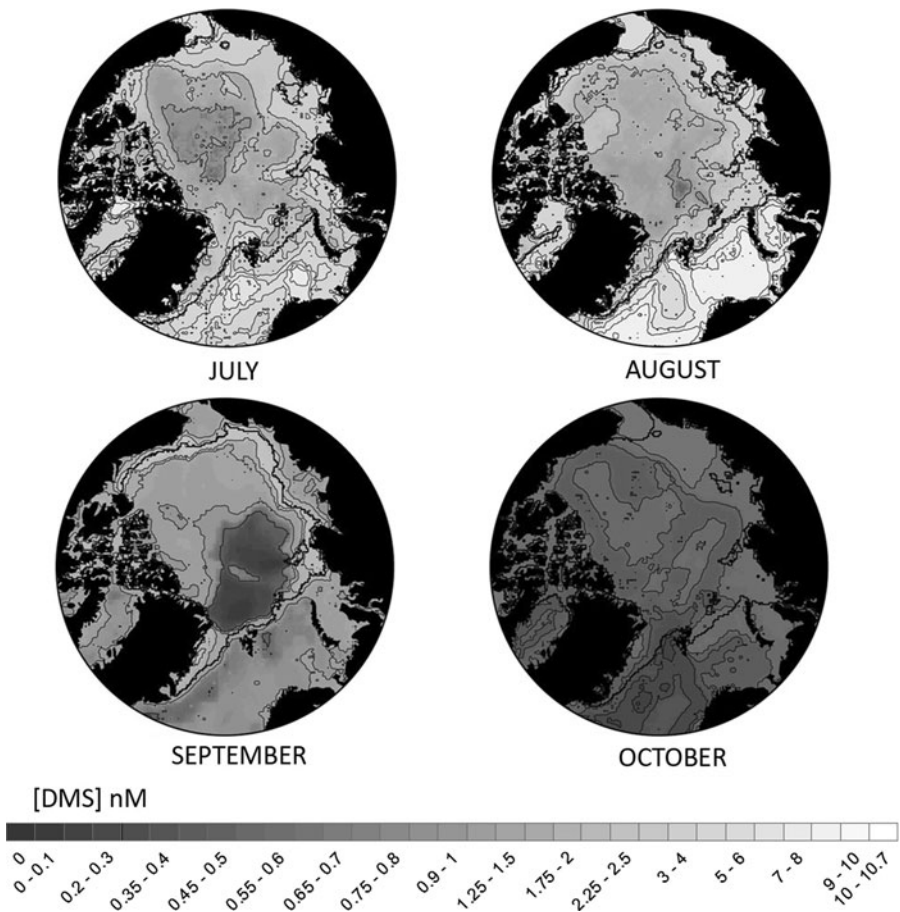 JULY
AUGUST
SEPTEMBER
OCTOBER
[DMS] nM
0
0 - 0.1
0.2 - 0.3
0.35 - 0.4
0.45 - 0.5
0.55 - 0.6
0.65 - 0.7
0.75 - 0.8
0.9 - 1
1.25 - 1.5
1.75 - 2
2.25 - 2.5
3 - 4
5 - 6
7 - 8
9 - 10
10 - 10.7